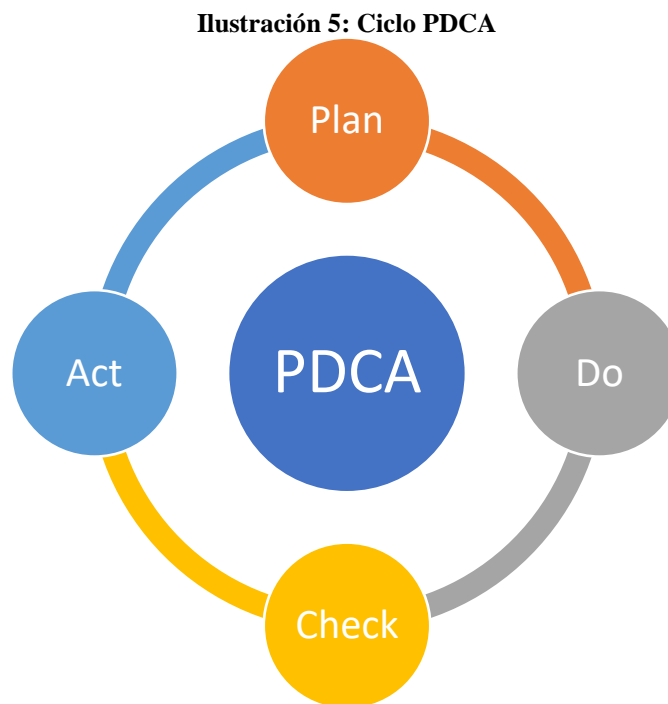 Ilustración 5: Ciclo PDCA
Plan
Act
PDCA
Do
Check